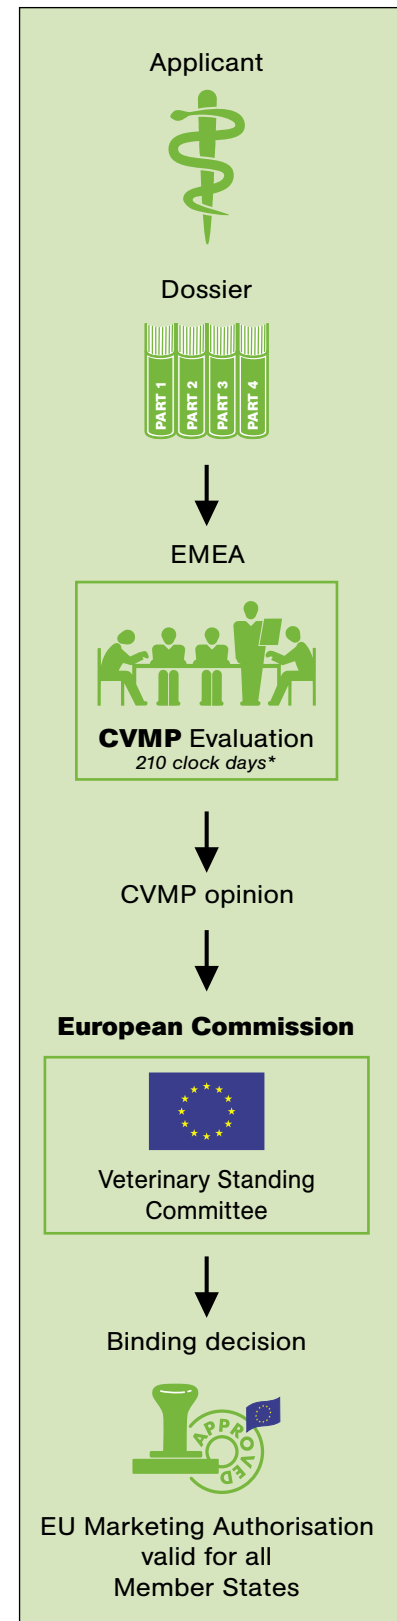 Applicant
Dossier
PART 1
PART 2
PART 3
PART 4
EMEA
CVMP Evaluation
210 clock days*
CVMP opinion
European Commission
Veterinary Standing
Committee
Binding decision
APPROVED
EU Marketing Authorisation
valid for all
Member States